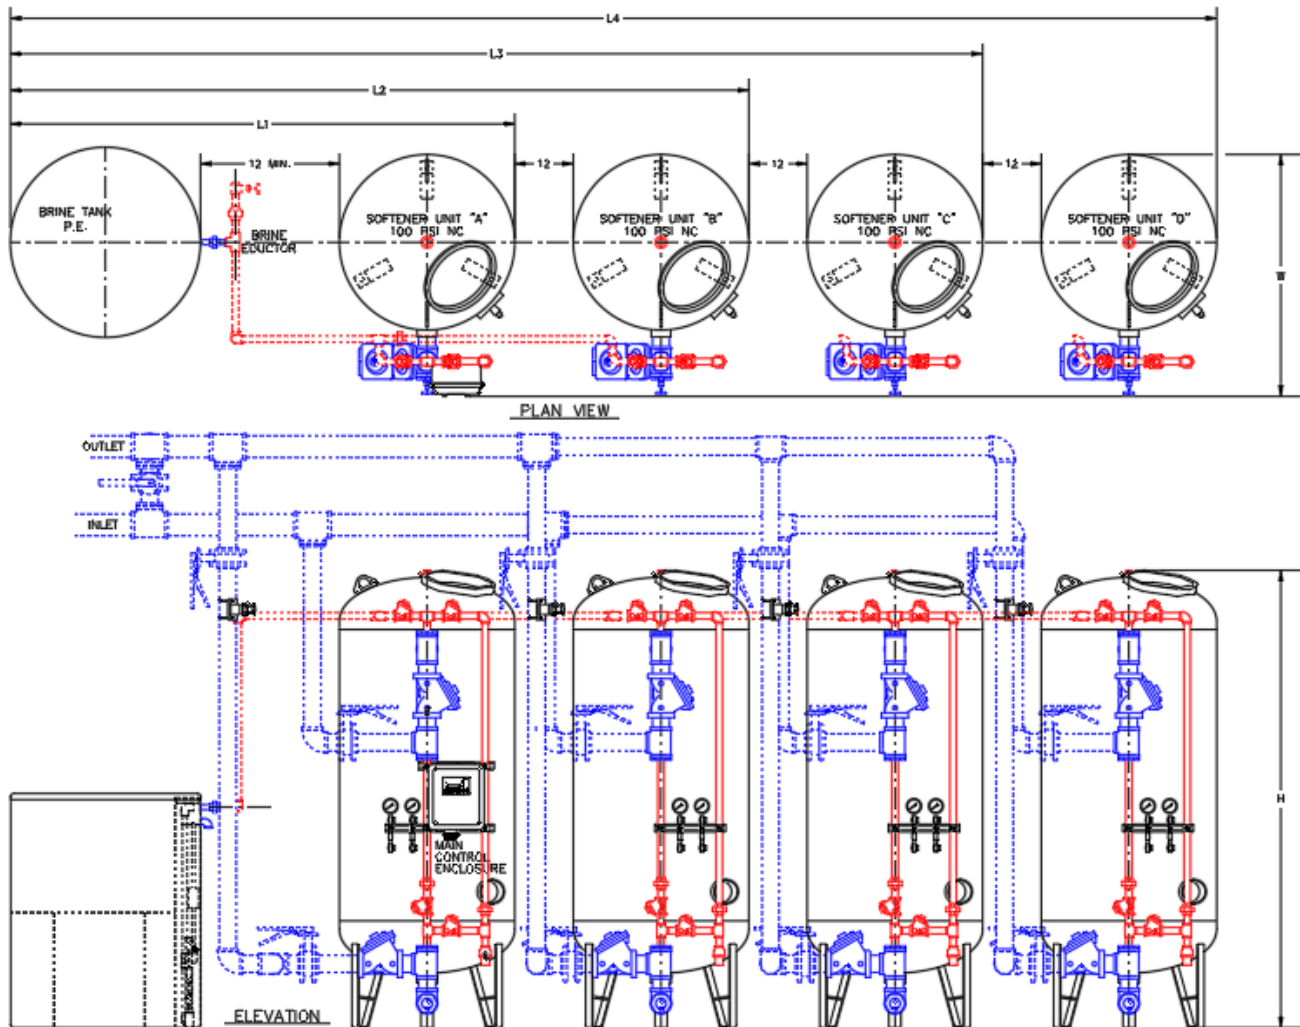 L4
L3
L2
L1
12 MIN.
12
12
12
BRINE TANK
P.E.
BRINE
EDUCTOR
SOFTENER UNIT "A"
100 PSI NC
SOFTENER UNIT "B"
100 PSI NC
SOFTENER UNIT "C"
100 PSI NC
SOFTENER UNIT "D"
100 PSI NC
W
PLAN VIEW
OUTLET
INLET
H
MAIN
CONTROL
ENCLOSURE
ELEVATION